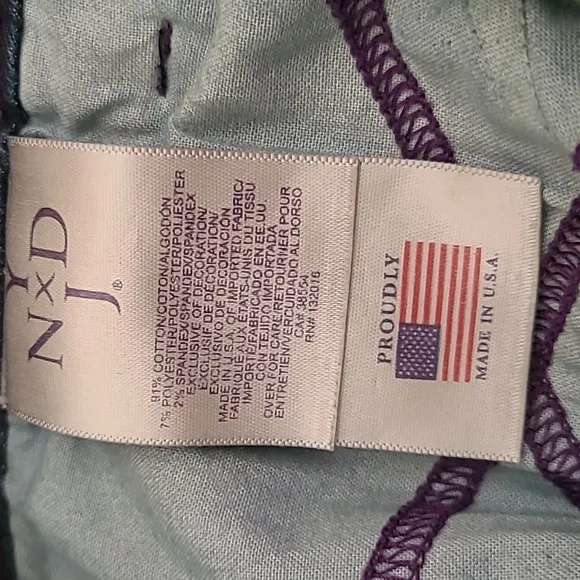 NYDJ
®
91% COTTON/COTON/ALGODÓN
7% POLYESTER/POLYESTER/POLIESTER
2% SPANDEX/SPANDEX/SPANDEX
EXCLUSIVE OF DECORATION/
EXCLUSIF DE DÉCORATION/
EXCLUSIVO DE DECORACIÓN
MADE IN U.S.A. OF IMPORTED FABRIC/
FABRIQUÉ AUX ÉTATS-UNIS DU TISSU
IMPORTÉ/FABRICADO EN EE.UU.
CON TEJIDO IMPORTADA
OVER FOR CARE/RETOURNER POUR
ENTRETIEN/VER CUIDADO AL DORSO
CA# 38554
RN# 132016
PROUDLY
MADE IN U.S.A.